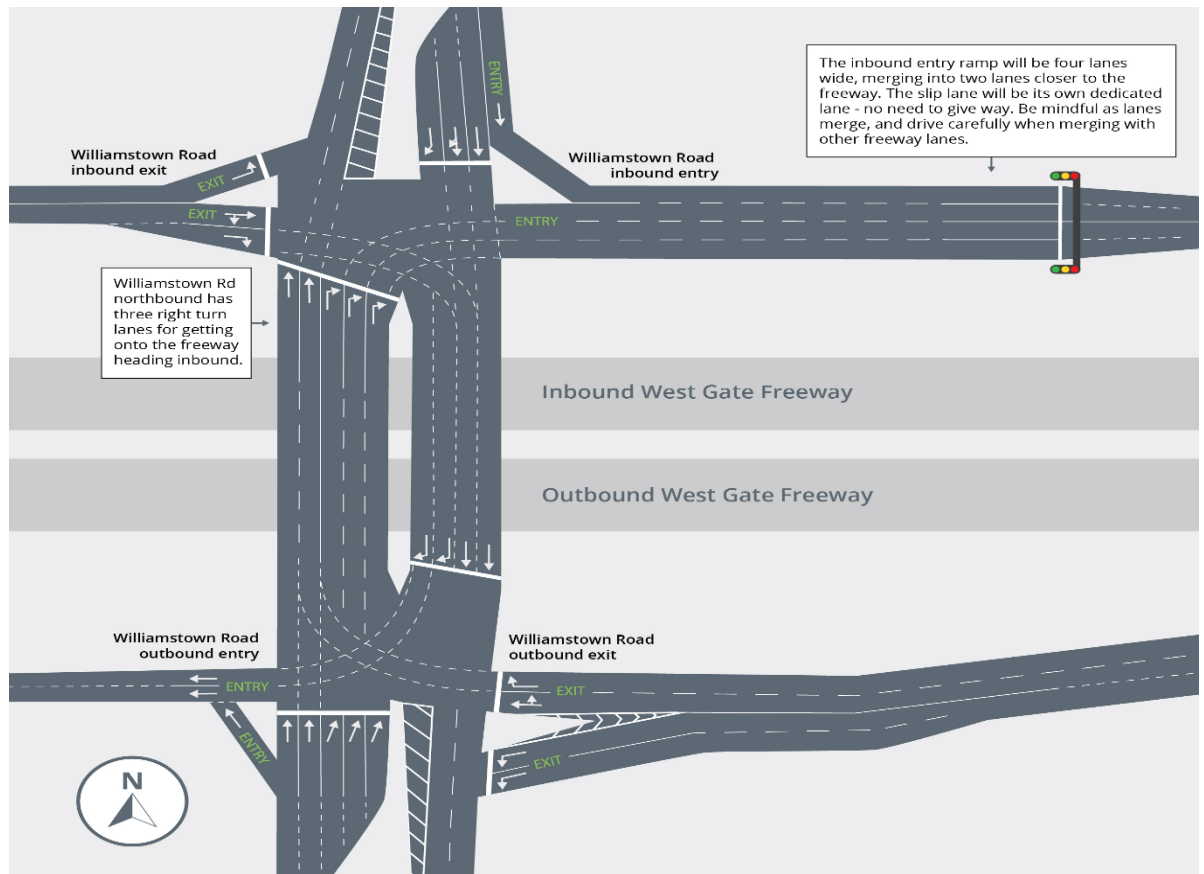 ENTRY
The inbound entry ramp will be four lanes
wide, merging into two lanes closer to the
freeway. The slip lane will be its own dedicated
lane - no need to give way. Be mindful as lanes
merge, and drive carefully when merging with
other freeway lanes.
Williamstown Road
inbound exit
Williamstown Road
inbound entry
EXIT
EXIT
ENTRY
Williamstown Rd
northbound has
three right turn
lanes for getting
onto the freeway
heading inbound.
Inbound West Gate Freeway
Outbound West Gate Freeway
Williamstown Road
outbound entry
Williamstown Road
outbound exit
ENTRY
EXIT
ENTRY
EXIT
N